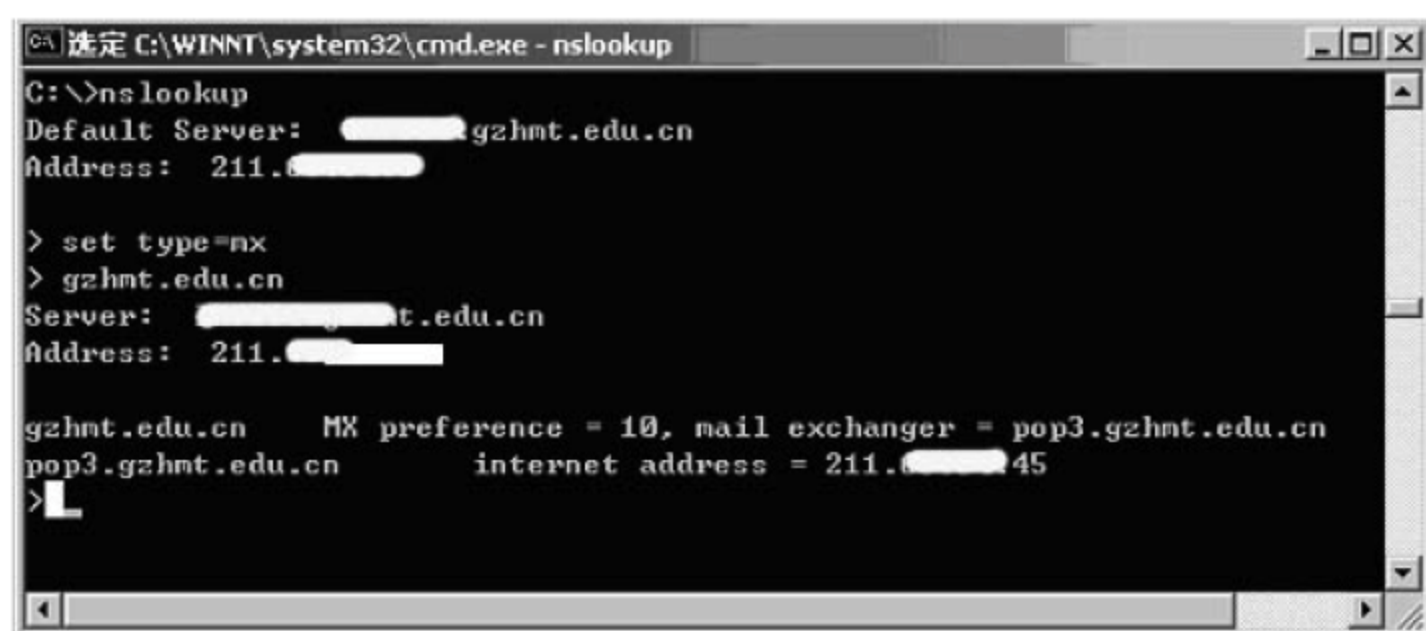 选定 C:\WINNT\system32\cmd.exe - nslookup
C:\>nslookup
Default Server: gzhmt.edu.cn
Address: 211.
> set type=mx
> gzhmt.edu.cn
Server: t.edu.cn
Address: 211.
gzhmt.edu.cn MX preference = 10, mail exchanger = pop3.gzhmt.edu.cn
pop3.gzhmt.edu.cn internet address = 211. 45
>